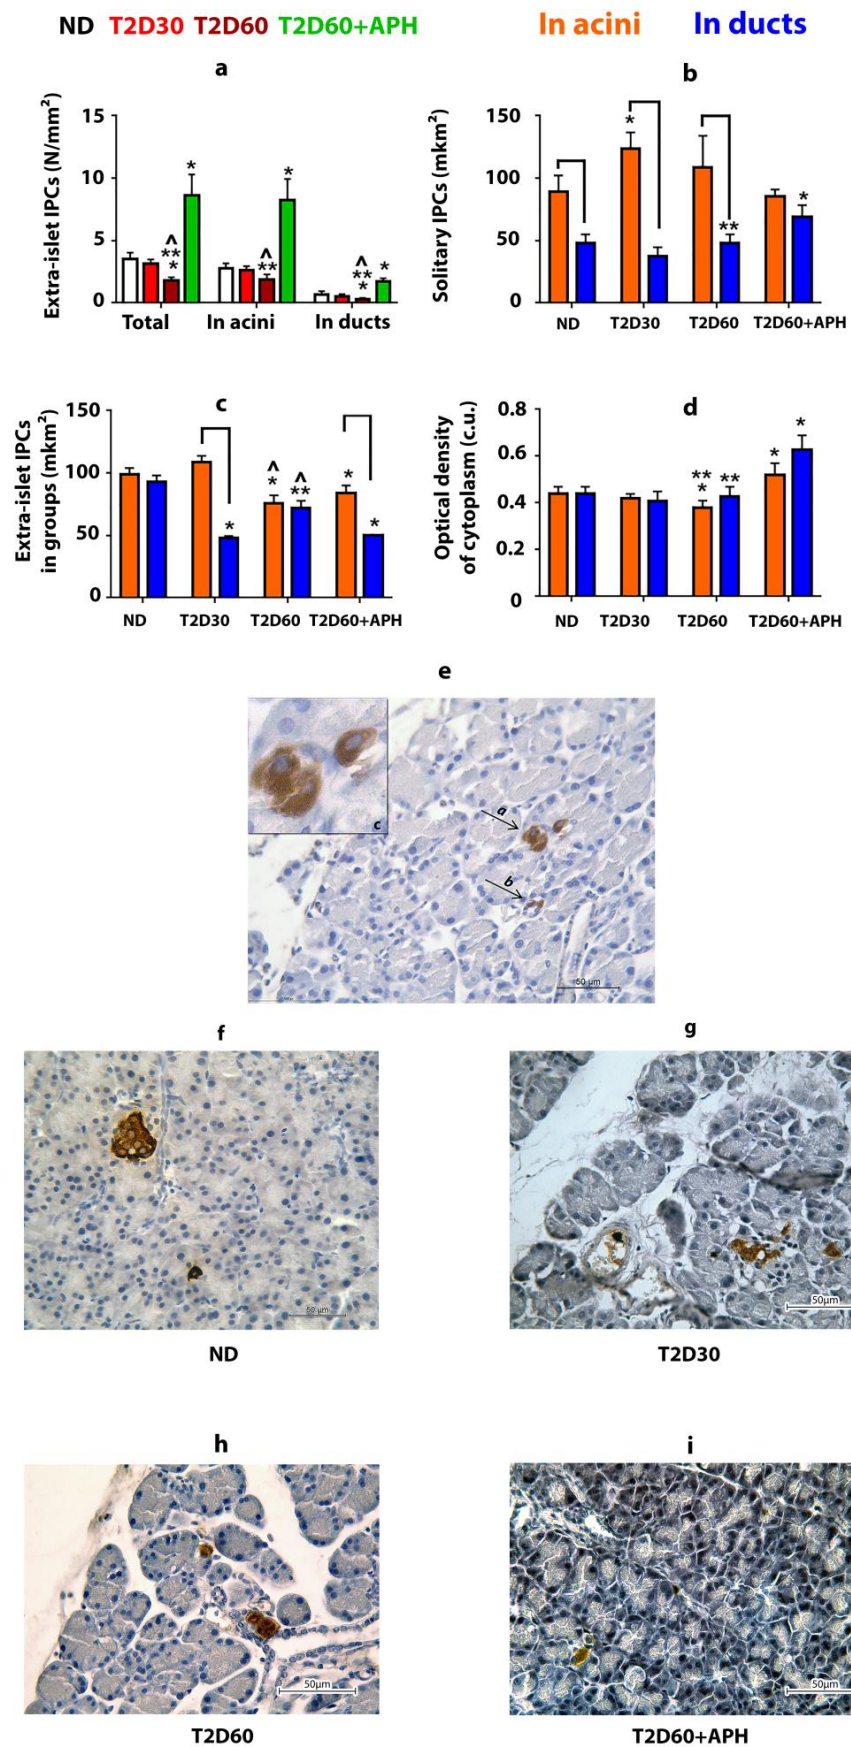 ND T2D30 T2D60 T2D60+APH In acini In ducts
a
Extra-islet IPCs (N/mm²)
15
10
5
0
*
^
**
*
*
^
**
^
**
*
*
Total In acini In ducts
b
Solitary IPCs (mkm²)
150
100
50
0
*
**
*
ND T2D30 T2D60 T2D60+APH
c
Extra-islet IPCs
in groups (mkm²)
150
100
50
0
*
^
*
^
**
*
*
ND T2D30 T2D60 T2D60+APH
d
Optical density
of cytoplasm (c.u.)
0.8
0.6
0.4
0.2
0
**
*
**
*
*
ND T2D30 T2D60 T2D60+APH
e
c
a
b
50 µm
f
50 µm
ND
g
50µm
T2D30
h
50µm
T2D60
i
50µm
T2D60+APH